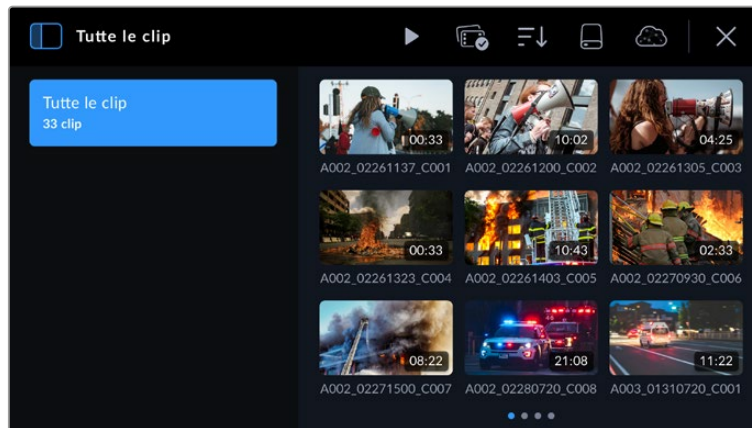 Tutte le clip
Tutte le clip
33 clip
00:33
10:02
04:25
A002_02261137_C001
A002_02261200_C002
A002_02261305_C003
00:33
10:43
02:33
A002_02261323_C004
A002_02261403_C005
A002_02270930_C006
08:22
21:08
11:22
A002_02271500_C007
A002_02280720_C008
A003_01310720_C001